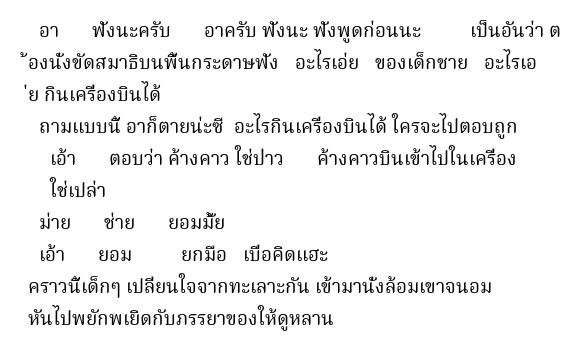 อา ฟังนะครับ อาครับ ฟังนะ ฟังพูดก่อนนะ เป็นอันว่า ต
้องนั่งขัดสมาธิบนพื้นกระดาษฟัง อะไรเอ่ย ของเด็กชาย อะไรเอ
่ย กินเครื่องบินได้
ถามแบบนี้ อาก็ตายน่ะซี อะไรกินเครื่องบินได้ ใครจะไปตอบถูก
เอ้า ตอบว่า ค้างคาว ใช่ปาว ค้างคาวบินเข้าไปในเครื่อง
ใช่เปล่า
ม่าย ช่าย ยอมมั้ย
เอ้า ยอม ยกมือ เบื่อคิดแฮะ
คราวนี้เด็กๆ เปลี่ยนใจจากทะเลาะกัน เข้ามานั่งล้อมเขาจนอม
หันไปพยักพเยิดกับภรรยาของให้ดูหลาน